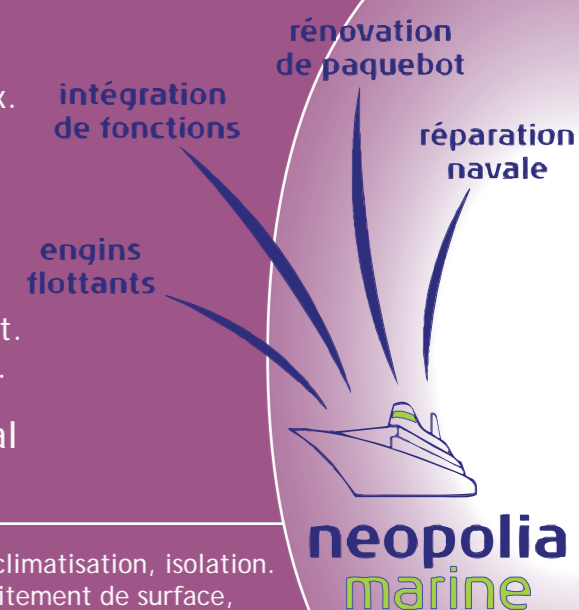 rénovation
de paquebot
x.
intégration
de fonctions
réparation
navale
engins
flottants
t.
.
al
neopolia
marine
climatisation, isolation.
itement de surface,